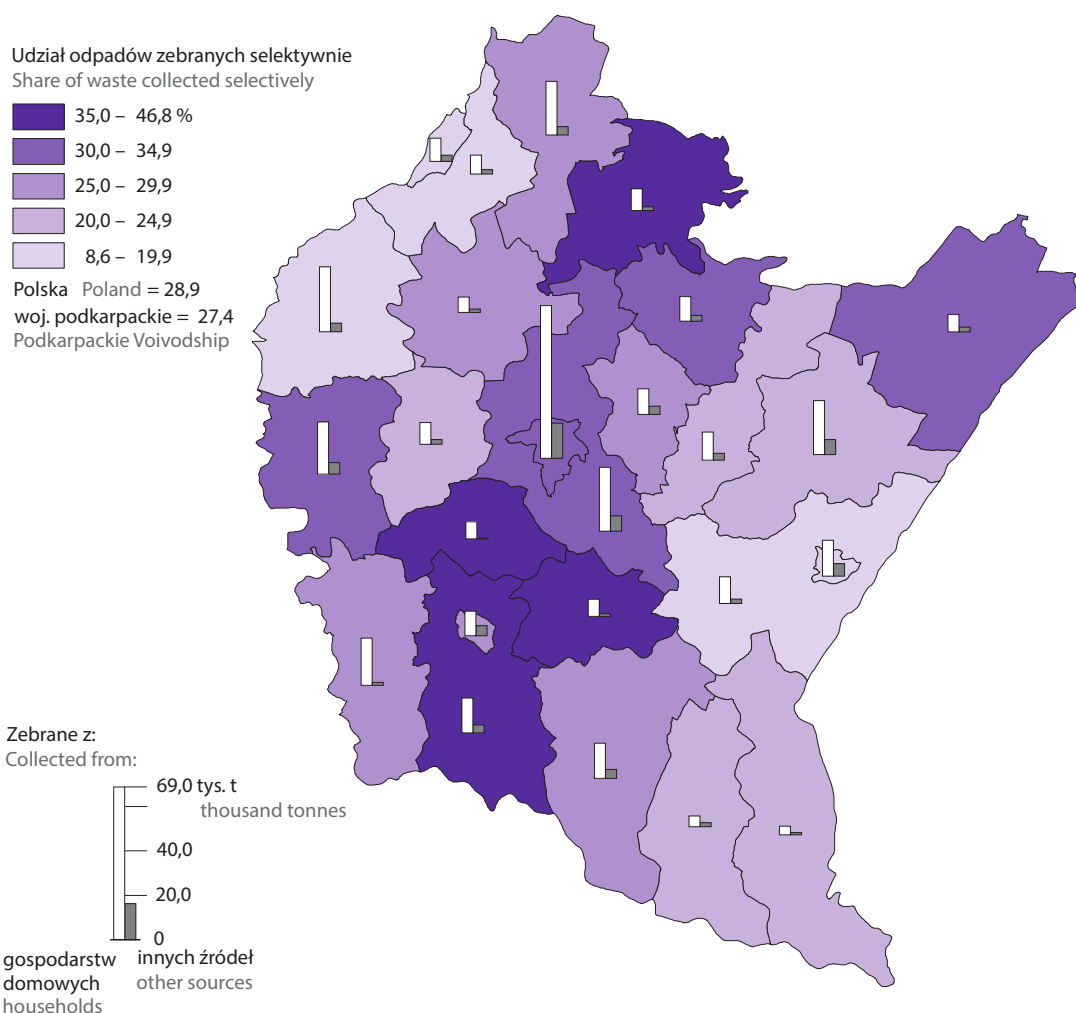 Udział odpadów zebranych selektywnie
Share of waste collected selectively
35,0 – 46,8 %
30,0 – 34,9
25,0 – 29,9
20,0 – 24,9
8,6 – 19,9
Polska Poland = 28,9
woj. podkarpackie = 27,4
Podkarpackie Voivodship
Zebrane z:
Collected from:
69,0 tys. t
thousand tonnes
40,0
20,0
0
gospodarstw
domowych
households
innych źródeł
other sources